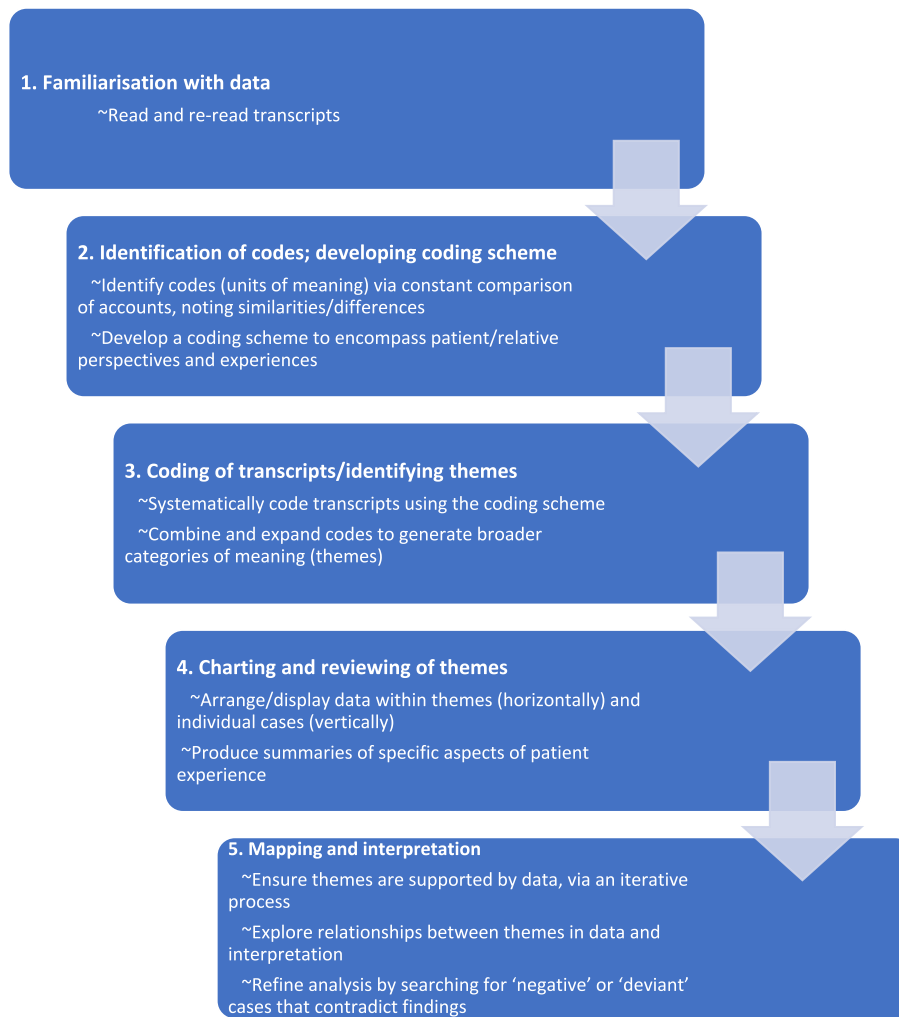 1. Familiarisation with data
~Read and re-read transcripts
2. Identification of codes; developing coding scheme
~Identify codes (units of meaning) via constant comparison
of accounts, noting similarities/differences
~Develop a coding scheme to encompass patient/relative
perspectives and experiences
3. Coding of transcripts/identifying themes
~Systematically code transcripts using the coding scheme
~Combine and expand codes to generate broader
categories of meaning (themes)
4. Charting and reviewing of themes
~Arrange/display data within themes (horizontally) and
individual cases (vertically)
~Produce summaries of specific aspects of patient
experience
5. Mapping and interpretation
~Ensure themes are supported by data, via an iterative
process
~Explore relationships between themes in data and
interpretation
~Refine analysis by searching for ‘negative’ or ‘deviant’
cases that contradict findings